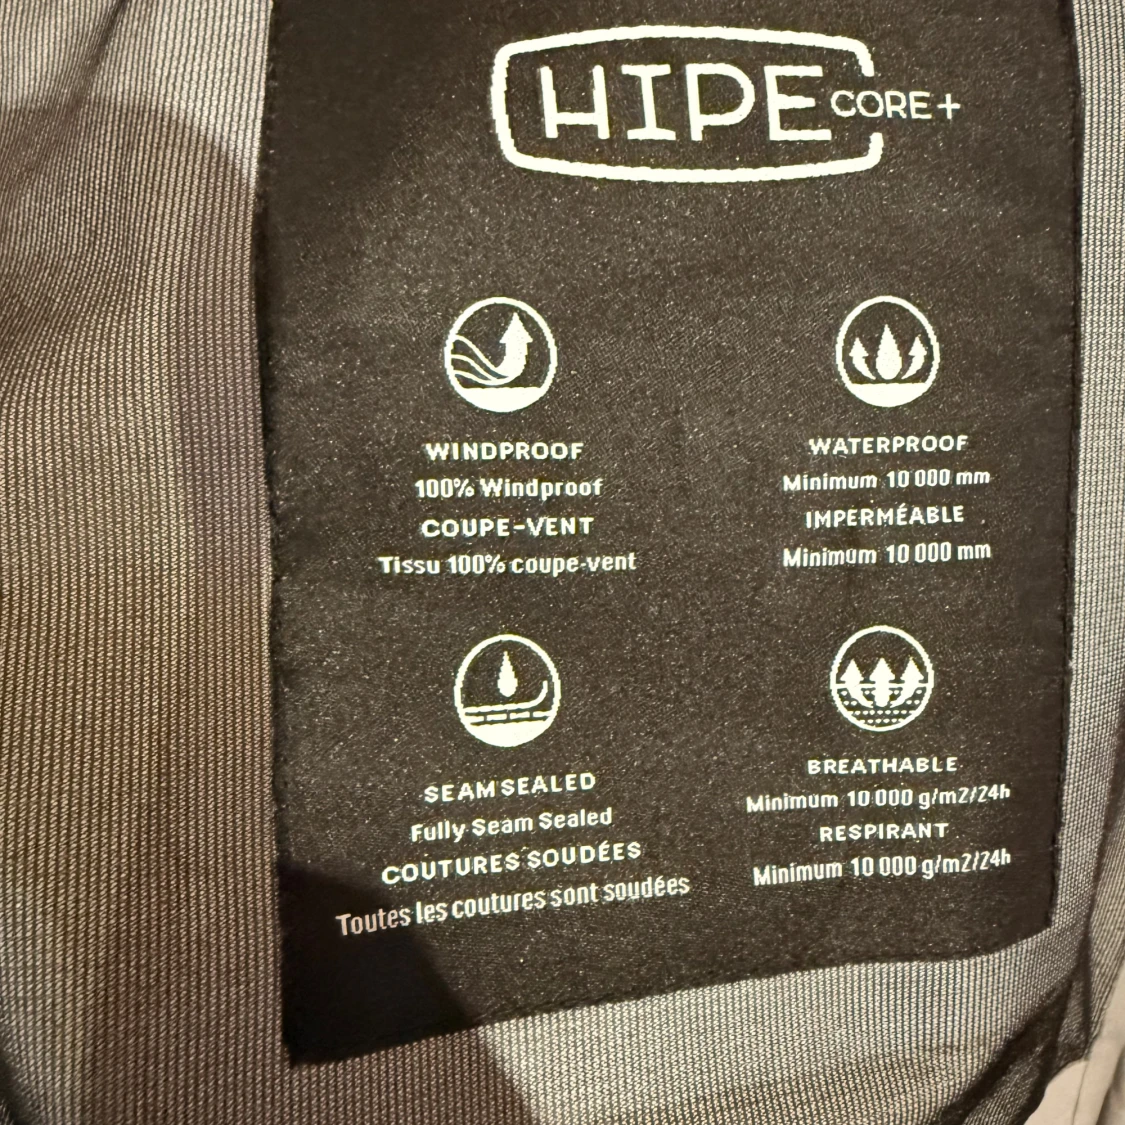 HIPE CORE+
WINDPROOF
100% Windproof
COUPE-VENT
Tissu 100% coupe-vent
WATERPROOF
Minimum 10 000 mm
IMPERMÉABLE
Minimum 10 000 mm
SEAM SEALED
Fully Seam Sealed
COUTURES SOUDÉES
Toutes les coutures sont soudées
BREATHABLE
Minimum 10 000 g/m2/24h
RESPIRANT
Minimum 10 000 g/m2/24h